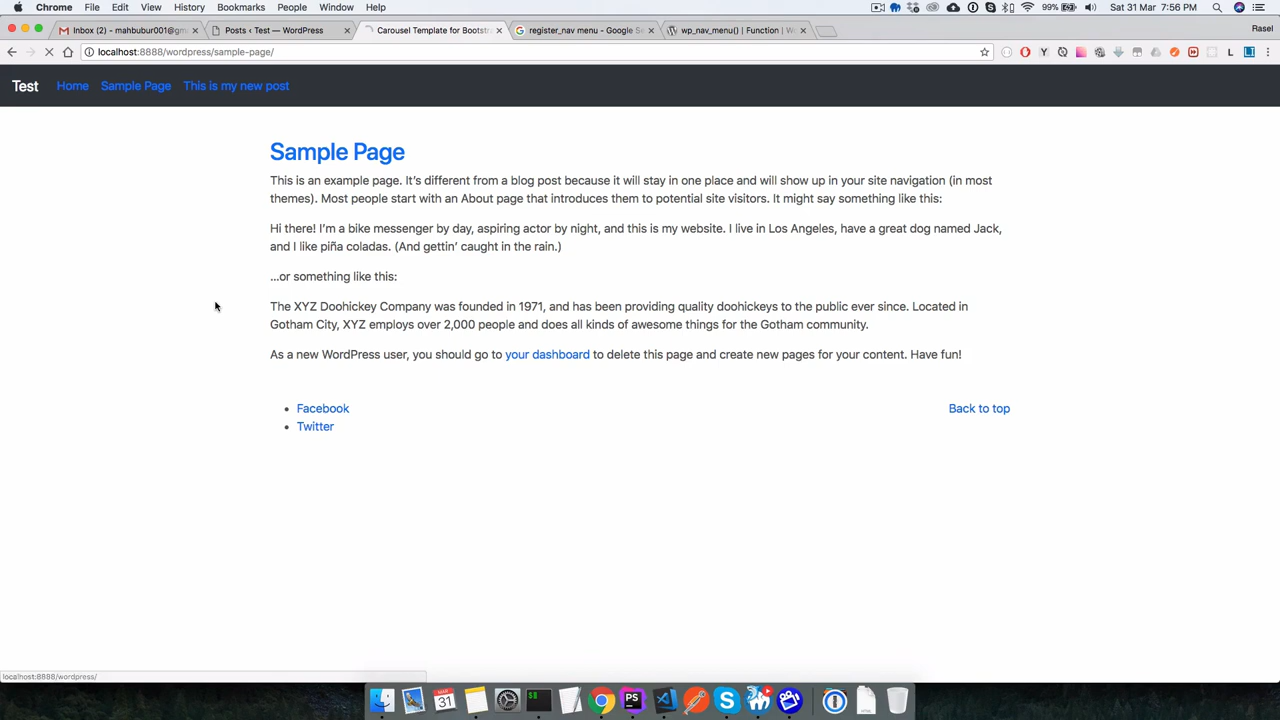 Chrome File Edit View History Bookmarks People Window Help 99% Sat 31 Mar 7:56 PM
Inbox (2) - mahbubur001@gm Posts ‹ Test — WordPress Carousel Template for Bootstr register_nav menu - Google Se wp_nav_menu() | Function | Wo Rasel
localhost:8888/wordpress/sample-page/
Test Home Sample Page This is my new post
Sample Page
This is an example page. It’s different from a blog post because it will stay in one place and will show up in your site navigation (in most
themes). Most people start with an About page that introduces them to potential site visitors. It might say something like this:
Hi there! I’m a bike messenger by day, aspiring actor by night, and this is my website. I live in Los Angeles, have a great dog named Jack,
and I like piña coladas. (And gettin’ caught in the rain.)
…or something like this:
The XYZ Doohickey Company was founded in 1971, and has been providing quality doohickeys to the public ever since. Located in
Gotham City, XYZ employs over 2,000 people and does all kinds of awesome things for the Gotham community.
As a new WordPress user, you should go to your dashboard to delete this page and create new pages for your content. Have fun!
Facebook Back to top
Twitter
localhost:8888/wordpress/